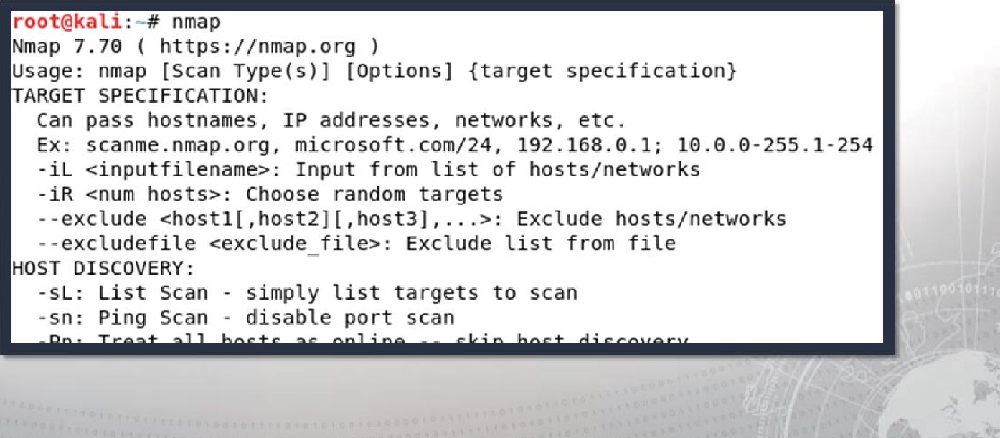 root@kali:~# nmap
Nmap 7.70 ( https://nmap.org )
Usage: nmap [Scan Type(s)] [Options] {target specification}
TARGET SPECIFICATION:
  Can pass hostnames, IP addresses, networks, etc.
  Ex: scanme.nmap.org, microsoft.com/24, 192.168.0.1; 10.0.0-255.1-254
  -iL <inputfilename>: Input from list of hosts/networks
  -iR <num hosts>: Choose random targets
  --exclude <host1[,host2][,host3],...>: Exclude hosts/networks
  --excludefile <exclude_file>: Exclude list from file
HOST DISCOVERY:
  -sL: List Scan - simply list targets to scan
  -sn: Ping Scan - disable port scan
  -Pn: Treat all hosts as online -- skip host discovery